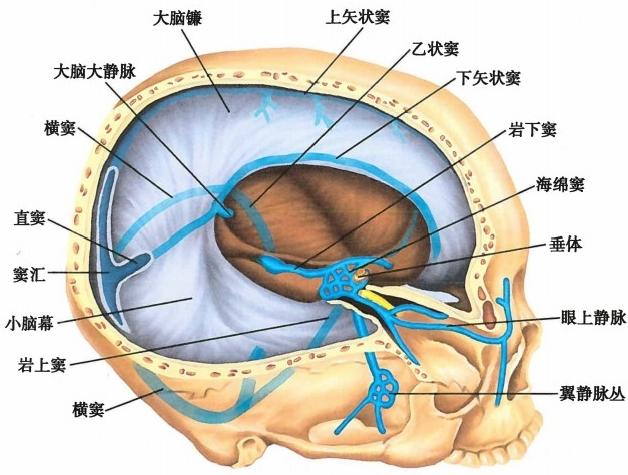 大脑镰
上矢状窦
乙状窦
大脑大静脉
下矢状窦
横窦
岩下窦
海绵窦
直窦
垂体
窦汇
小脑幕
眼上静脉
岩上窦
横窦
翼静脉丛